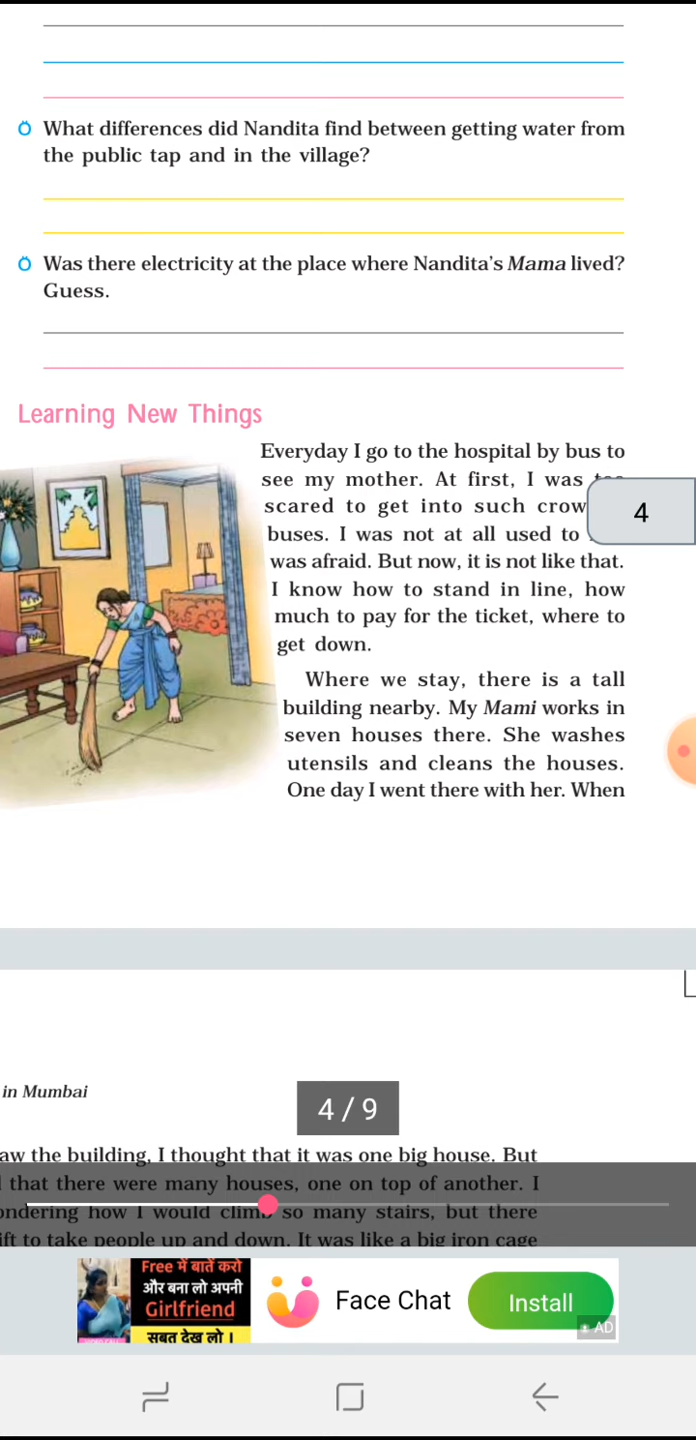 What differences did Nandita find between getting water from
the public tap and in the village?
Was there electricity at the place where Nandita's Mama lived?
Guess.
Learning New Things
Everyday I go to the hospital by bus to
see my mother. At first, I was
scared to get into such crow
buses. I was not at all used to
was afraid. But now, it is not like that.
I know how to stand in line, how
much to pay for the ticket, where to
get down.
Where we stay, there is a tall
building nearby. My Mami works in
seven houses there. She washes
utensils and cleans the houses.
One day I went there with her. When
4
in Mumbai
4 / 9
aw the building, I thought that it was one big house. But
that there were many houses, one on top of another. I
ondering how I would climb so many stairs, but there
ift to take people up and down. It was like a big iron cage
Free में बातें करो
और बना लो अपनी
Girlfriend
सबूत देख लो ।
Face Chat
Install
AD